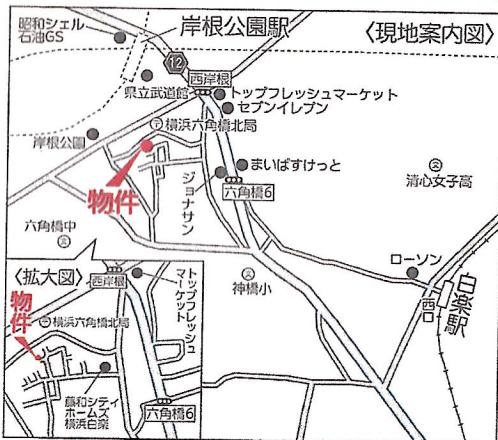 岸根公園駅
〈現地案内図〉
昭和シェル
石油GS
12
西岸根
県立武道館
トップフレッシュマーケット
セブンイレブン
横浜六角橋北局
岸根公園
まいばすけっと
物件
ジョナサン
六角橋6
清心女子高
六角橋中
神橋小
ローソン
西口
白楽駅
〈拡大図〉
西岸根
トップフレッシュ
マーケット
物件
横浜六角橋北局
藤和シティ
ホームズ
横浜白楽
六角橋6